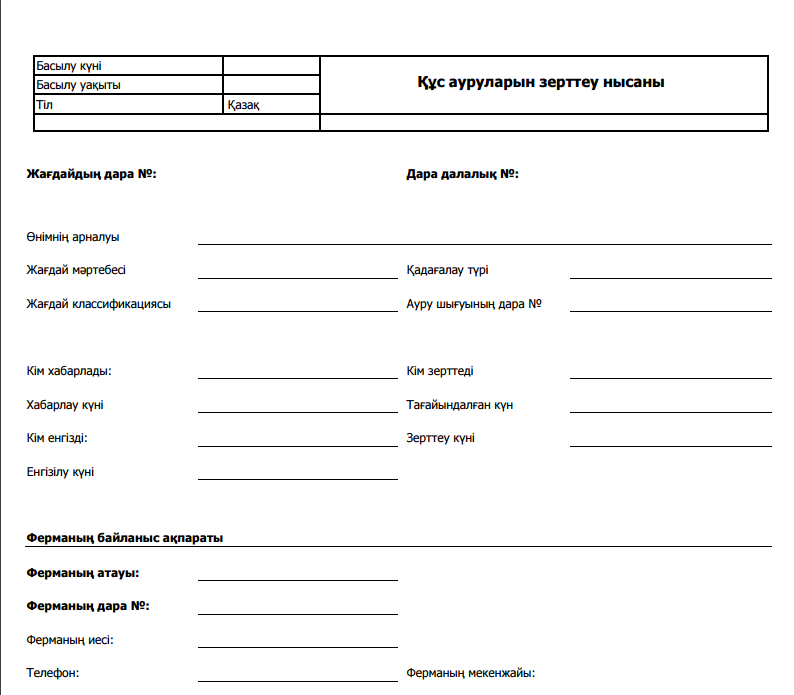 Басылу күні
Құс ауруларын зерттеу нысаны
Басылу уақыты
Тіл Қазақ
Жағдайдың дара №: Дара далалық №:
Өнімнің арналуы
Жағдай мәртебесі Қадағалау түрі
Жағдай классификациясы Ауру шығуының дара №
Кім хабарлады: Кім зерттеді
Хабарлау күні Тағайындалған күн
Кім енгізді: Зерттеу күні
Енгізілу күні
Ферманың байланыс ақпараты
Ферманың атауы:
Ферманың дара №:
Ферманың иесі:
Телефон: Ферманың мекенжайы: